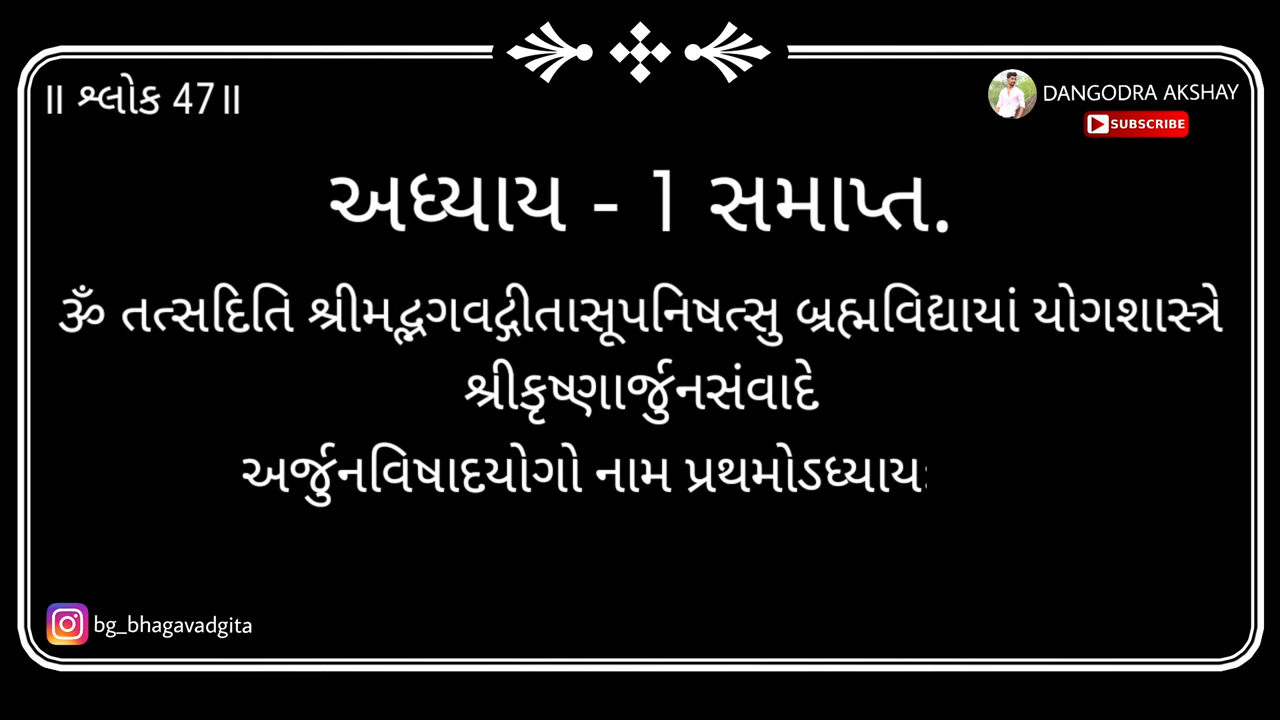 ॥ શ્લોક 47॥
DANGODRA AKSHAY
SUBSCRIBE
અધ્યાય - 1 સમાપ્ત.
ૐ તત્સદિતિ શ્રીમદ્ભગવદ્ગીતાસૂપનિષત્સુ બ્રહ્મવિદ્યાયાં યોગશાસ્ત્રે
શ્રીકૃષ્ણાર્જુનસંવાદે
અર્જુનવિષાદયોગો નામ પ્રથમોઽધ્યાયઃ
bg_bhagavadgita